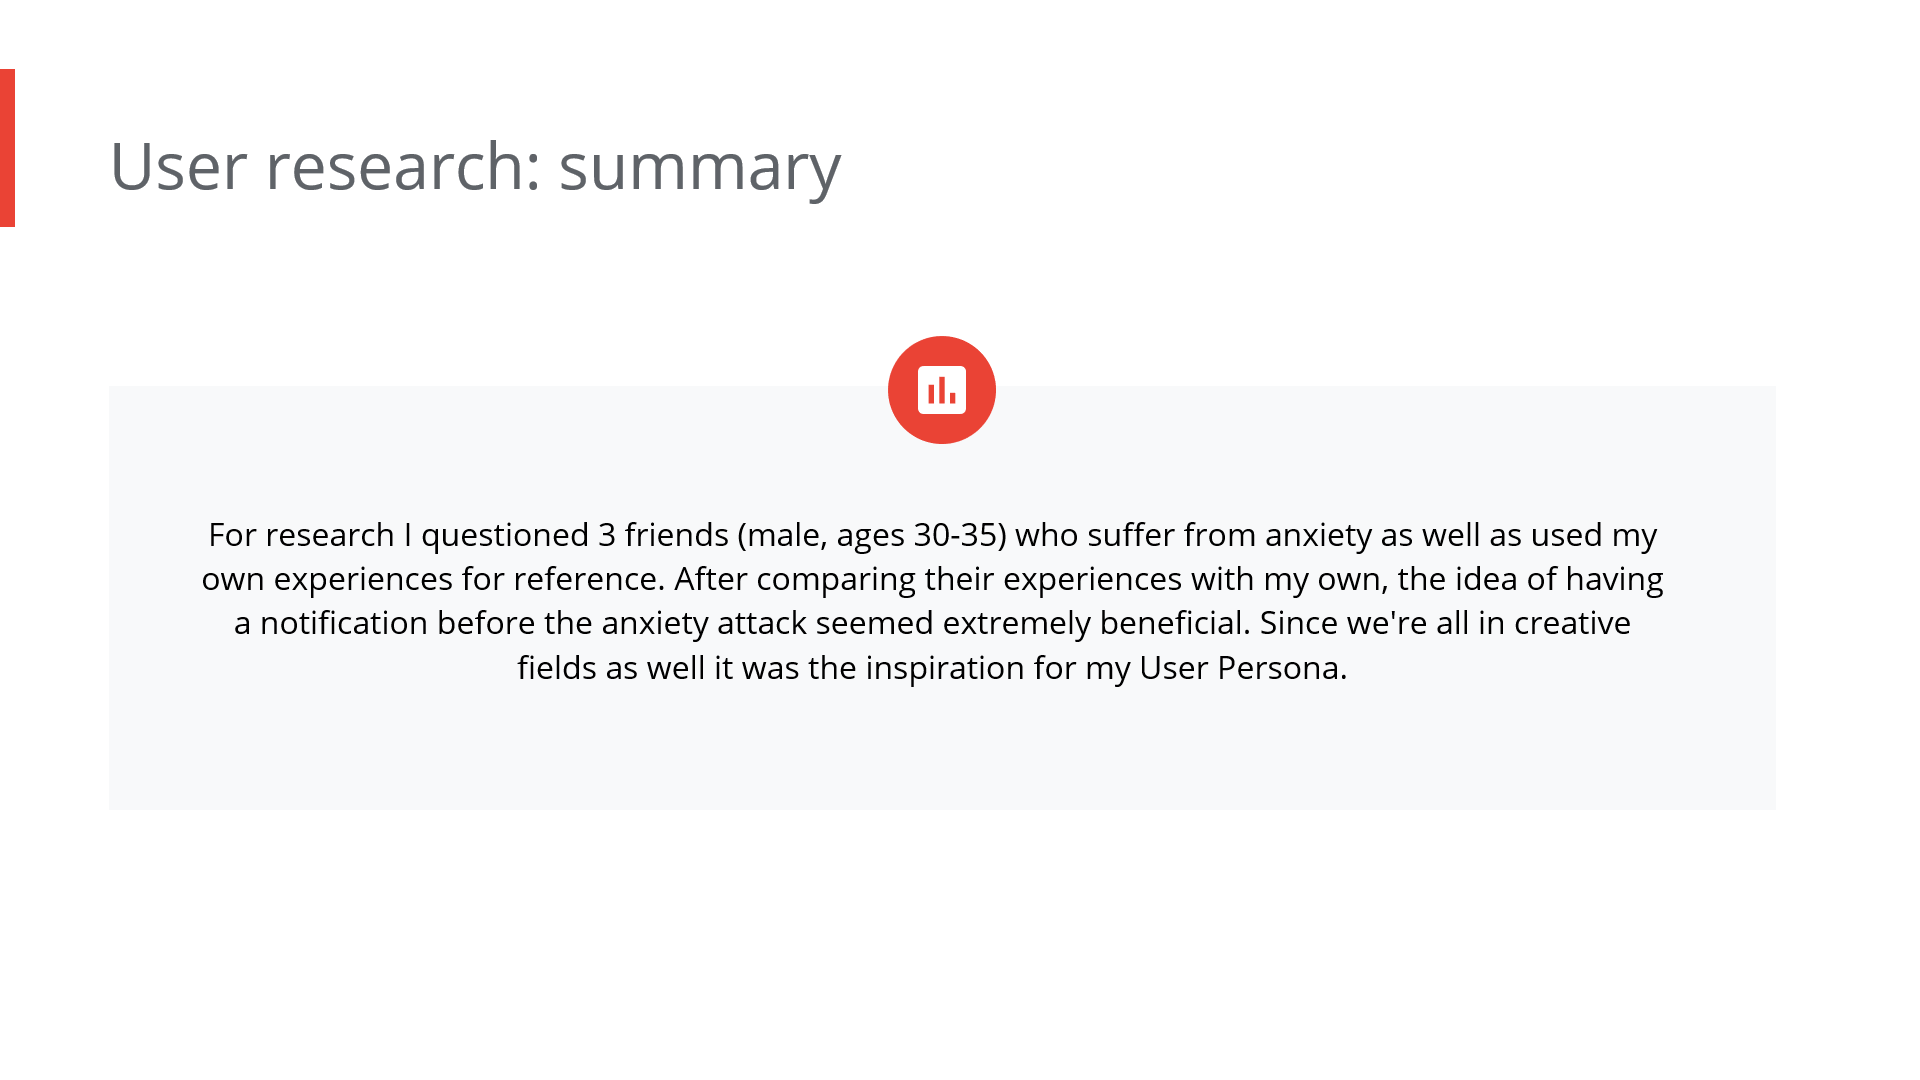 User research: summary
For research I questioned 3 friends (male, ages 30-35) who suffer from anxiety as well as used my
own experiences for reference. After comparing their experiences with my own, the idea of having
a notification before the anxiety attack seemed extremely beneficial. Since we're all in creative
fields as well it was the inspiration for my User Persona.